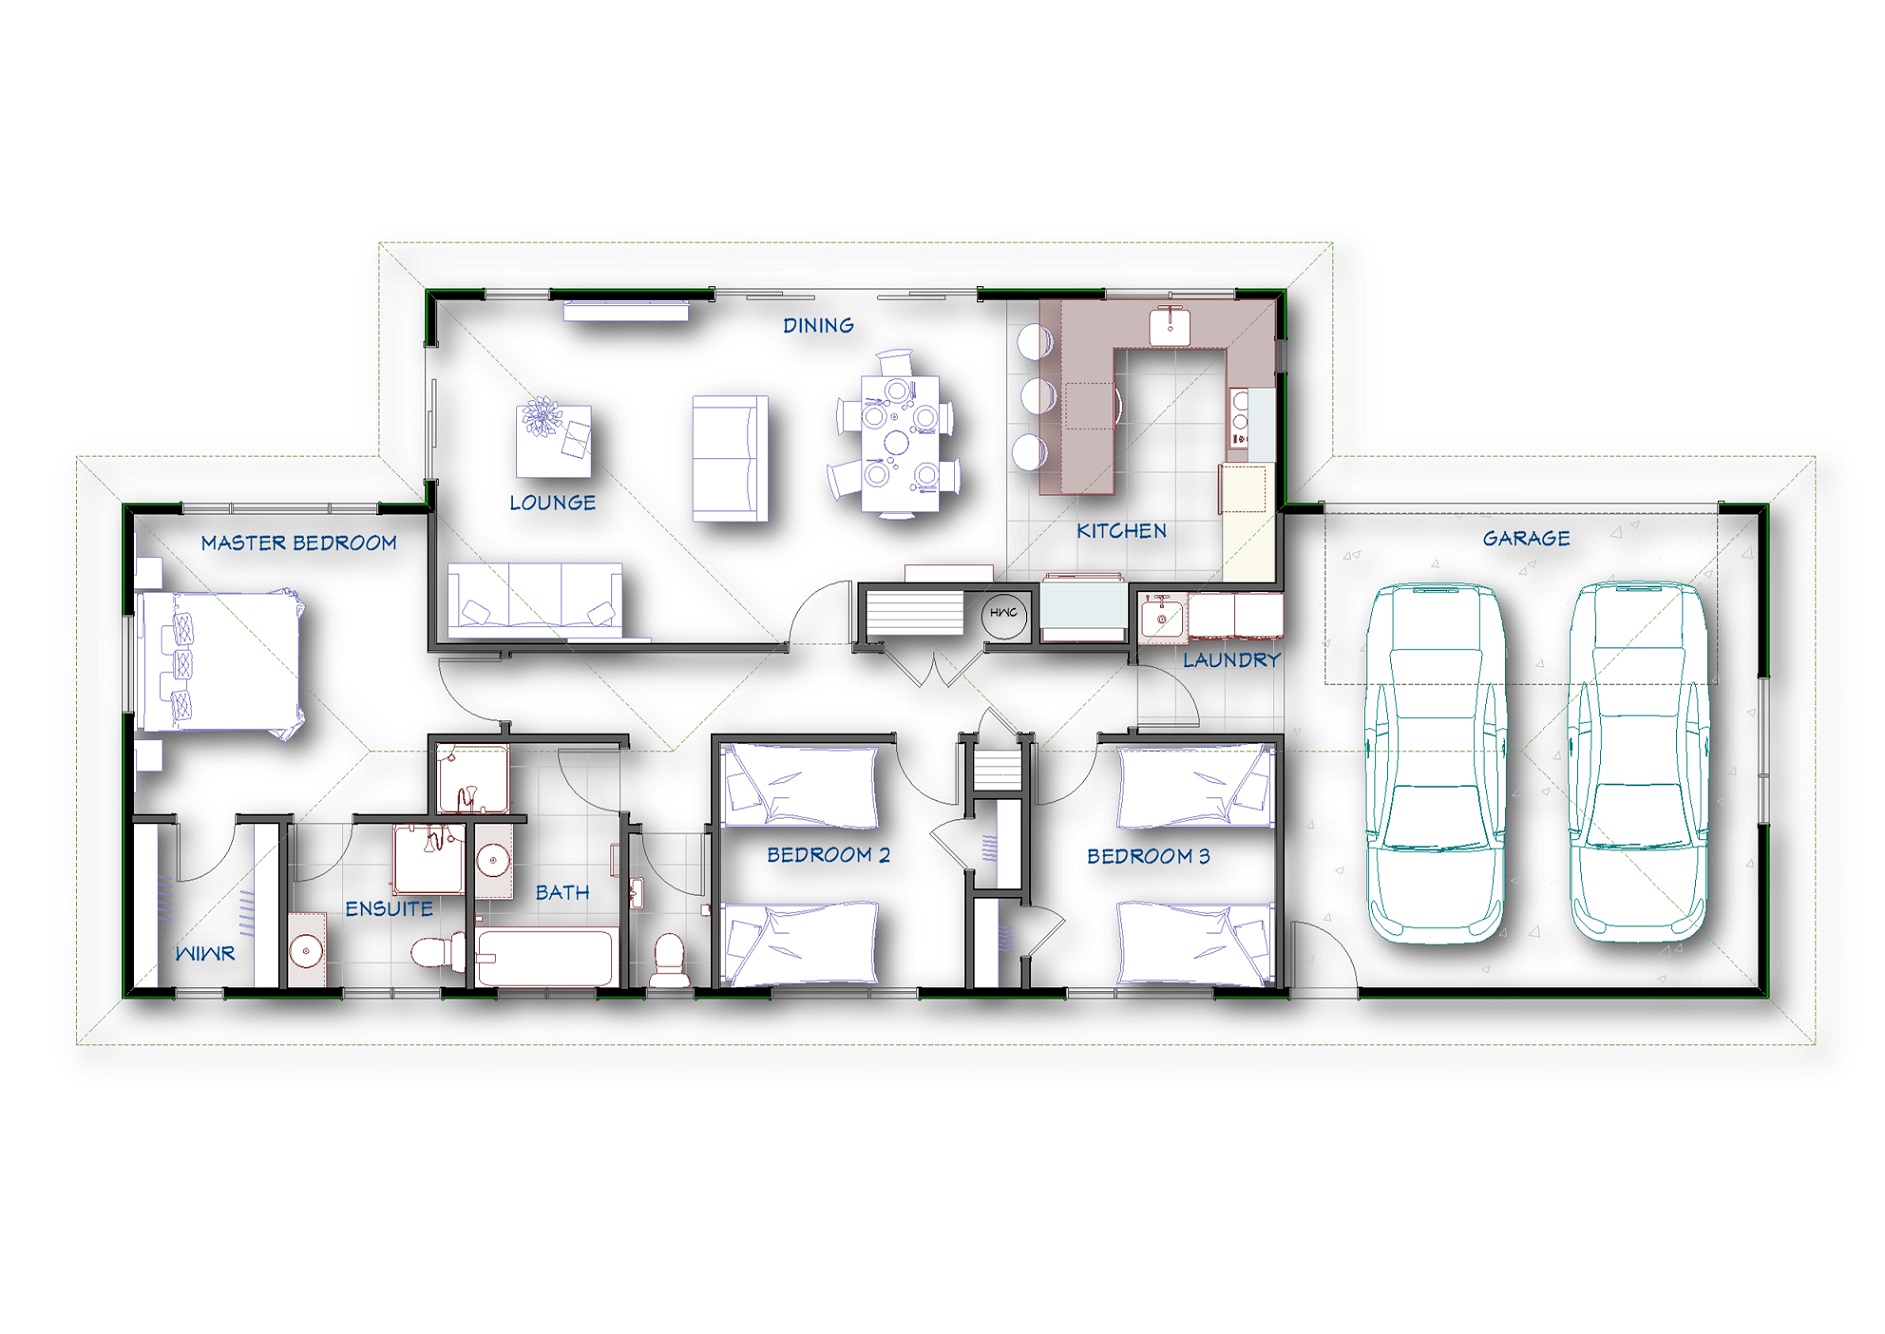 DINING
LOUNGE
KITCHEN
MASTER BEDROOM
GARAGE
HWC
LAUNDRY
BEDROOM 2
BEDROOM 3
BATH
ENSUITE
WIWR